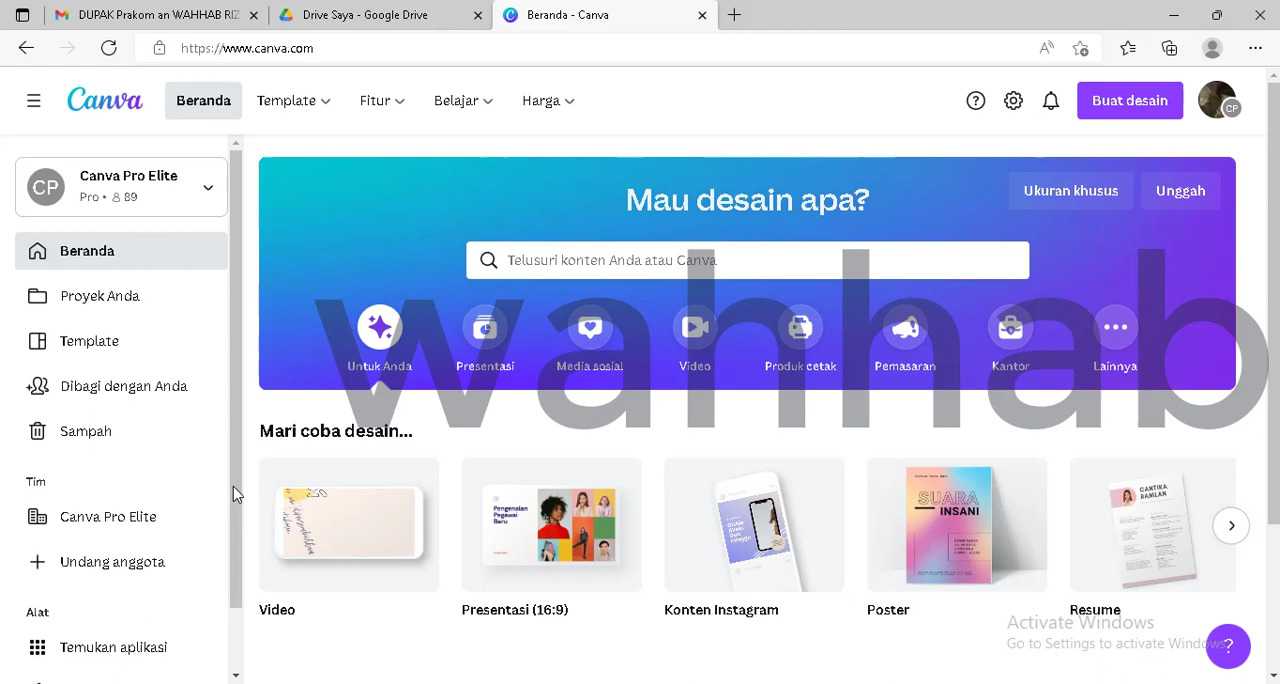 DUPAK Prakom an WAHHAB RIZ
Drive Saya - Google Drive
Beranda - Canva
https://www.canva.com
Canva
Beranda
Template
Fitur
Belajar
Harga
Buat desain
CP
CP
Canva Pro Elite
Pro • 89
Beranda
Proyek Anda
Template
Dibagi dengan Anda
Sampah
Tim
Canva Pro Elite
Undang anggota
Alat
Temukan aplikasi
Mau desain apa?
Ukuran khusus
Unggah
Telusuri konten Anda atau Canva
wahhab
Untuk Anda
Presentasi
Media sosial
Video
Produk cetak
Pemasaran
Kantor
Lainnya
Mari coba desain...
Pengenalan
Pegawai
Baru
SUARA
INSANI
CANTIKA
RAMLAN
Video
Presentasi (16:9)
Konten Instagram
Poster
Resume
Activate Windows
Go to Settings to activate Windows.
?